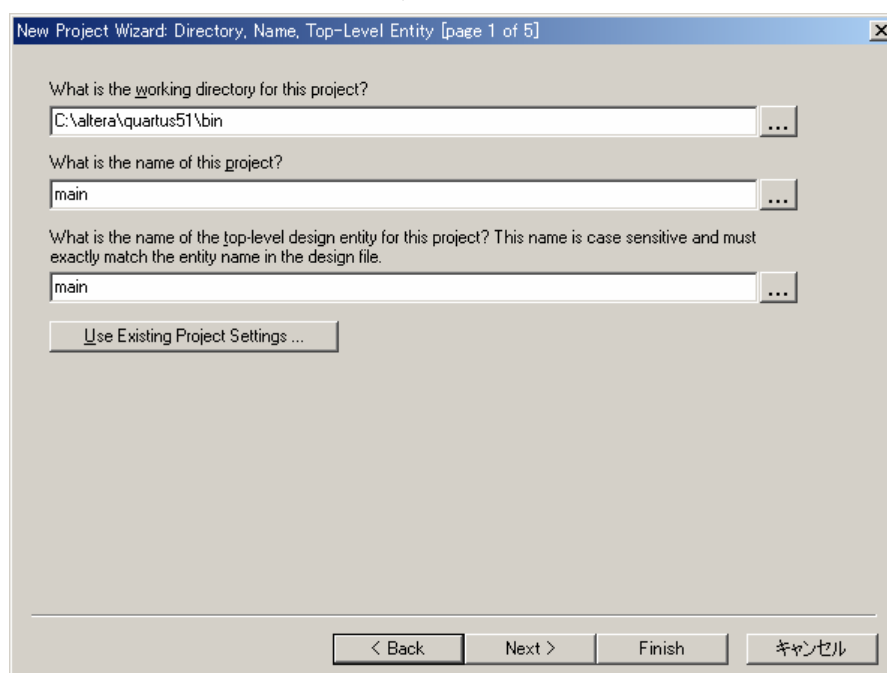 New Project Wizard: Directory, Name, Top-Level Entity [page 1 of 5]
What is the working directory for this project?
C:\altera\quartus51\bin
...
What is the name of this project?
main
...
What is the name of the top-level design entity for this project? This name is case sensitive and must
exactly match the entity name in the design file.
main
...
Use Existing Project Settings ...
< Back
Next >
Finish
キャンセル